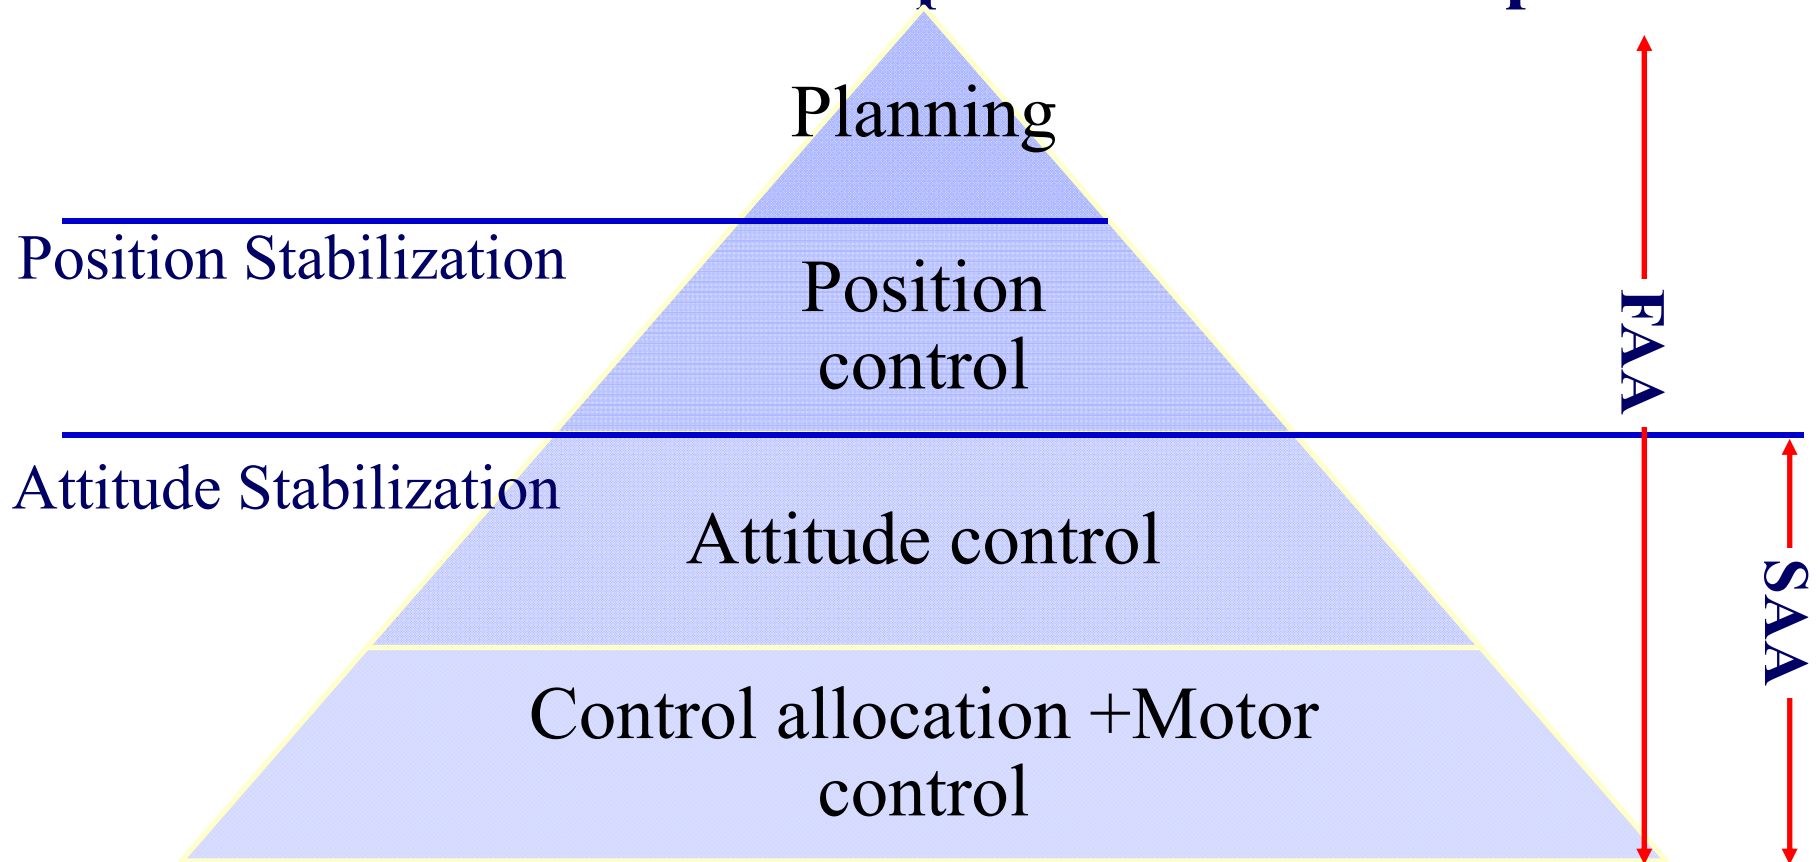 Planning
Position Stabilization
Position
control
FAA
Attitude Stabilization
Attitude control
SAA
Control allocation +Motor
control